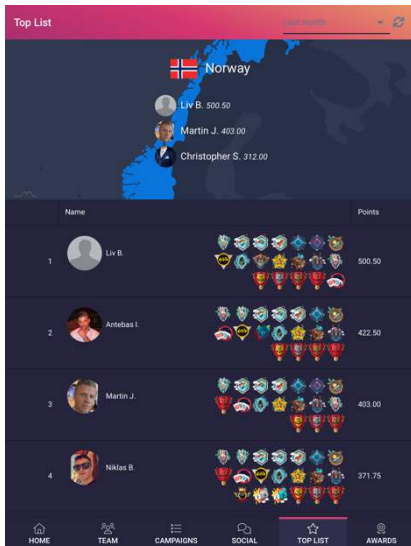 Top List
Last month
Norway
Liv B. 500.50
Martin J. 403.00
Christopher S. 312.00
Name
Points
1
Liv B.
500.50
2
Antebas I.
422.50
3
Martin J.
403.00
4
Niklas B.
371.75
HOME
TEAM
CAMPAIGNS
SOCIAL
TOP LIST
AWARDS